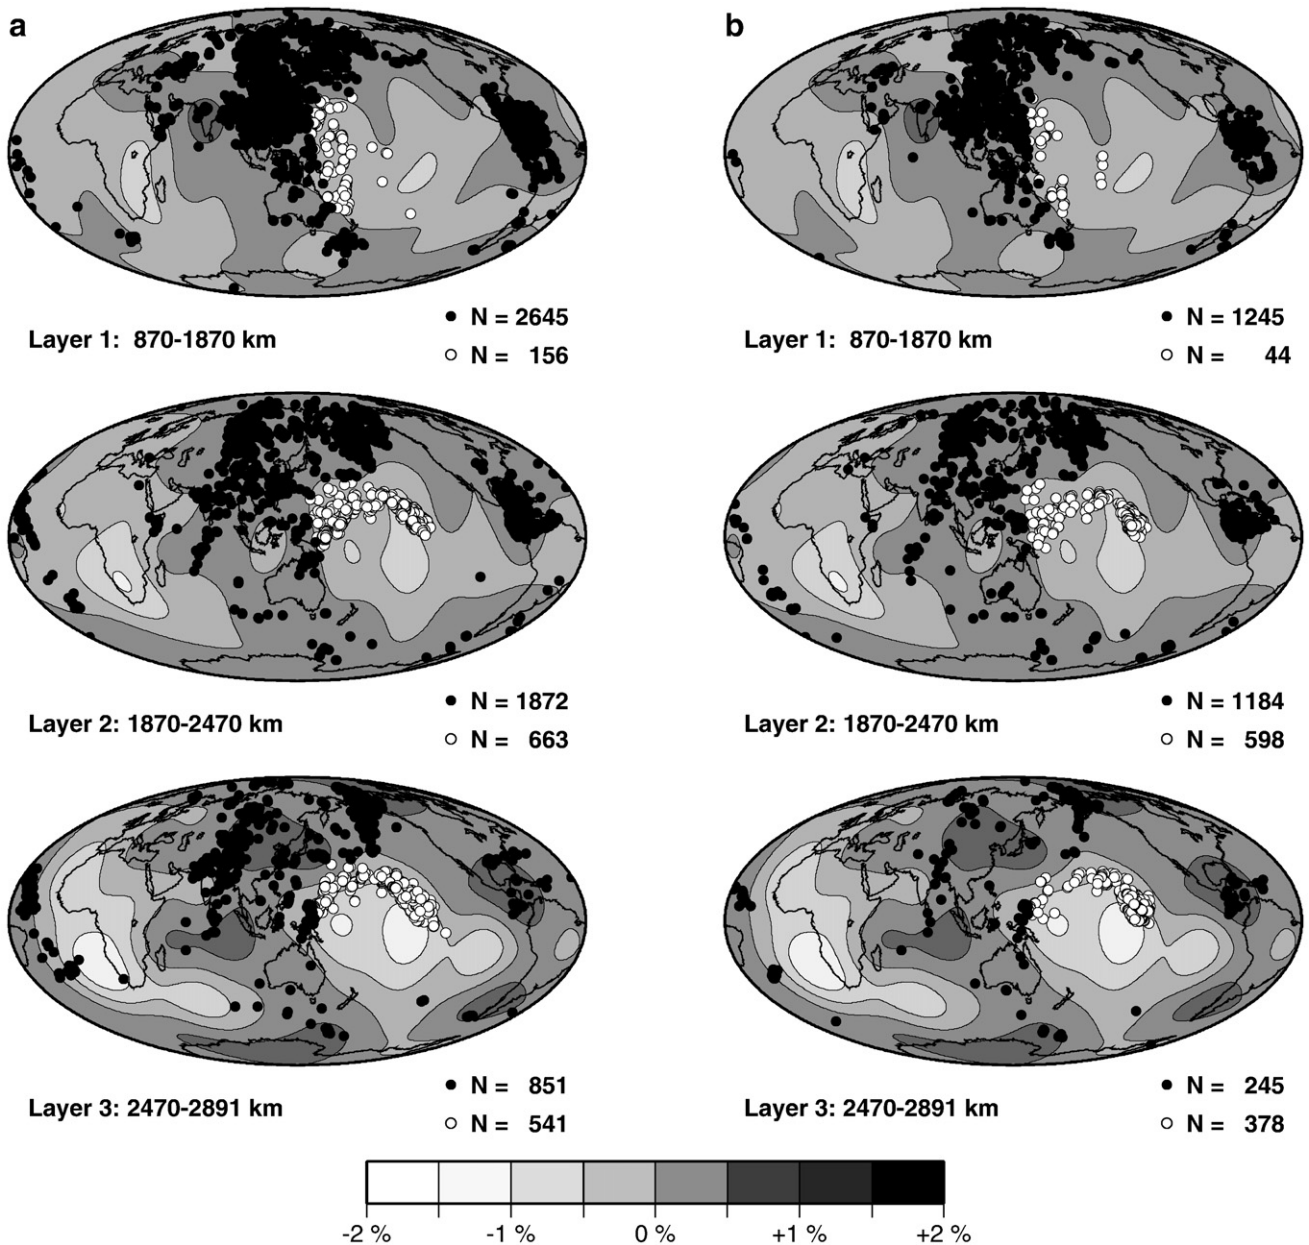 a
b
N = 2645
Layer 1: 870-1870 km
N = 156
N = 1245
Layer 1: 870-1870 km
N = 44
N = 1872
Layer 2: 1870-2470 km
N = 663
N = 1184
Layer 2: 1870-2470 km
N = 598
N = 851
Layer 3: 2470-2891 km
N = 541
N = 245
Layer 3: 2470-2891 km
N = 378
-2 % -1 % 0 % +1 % +2 %